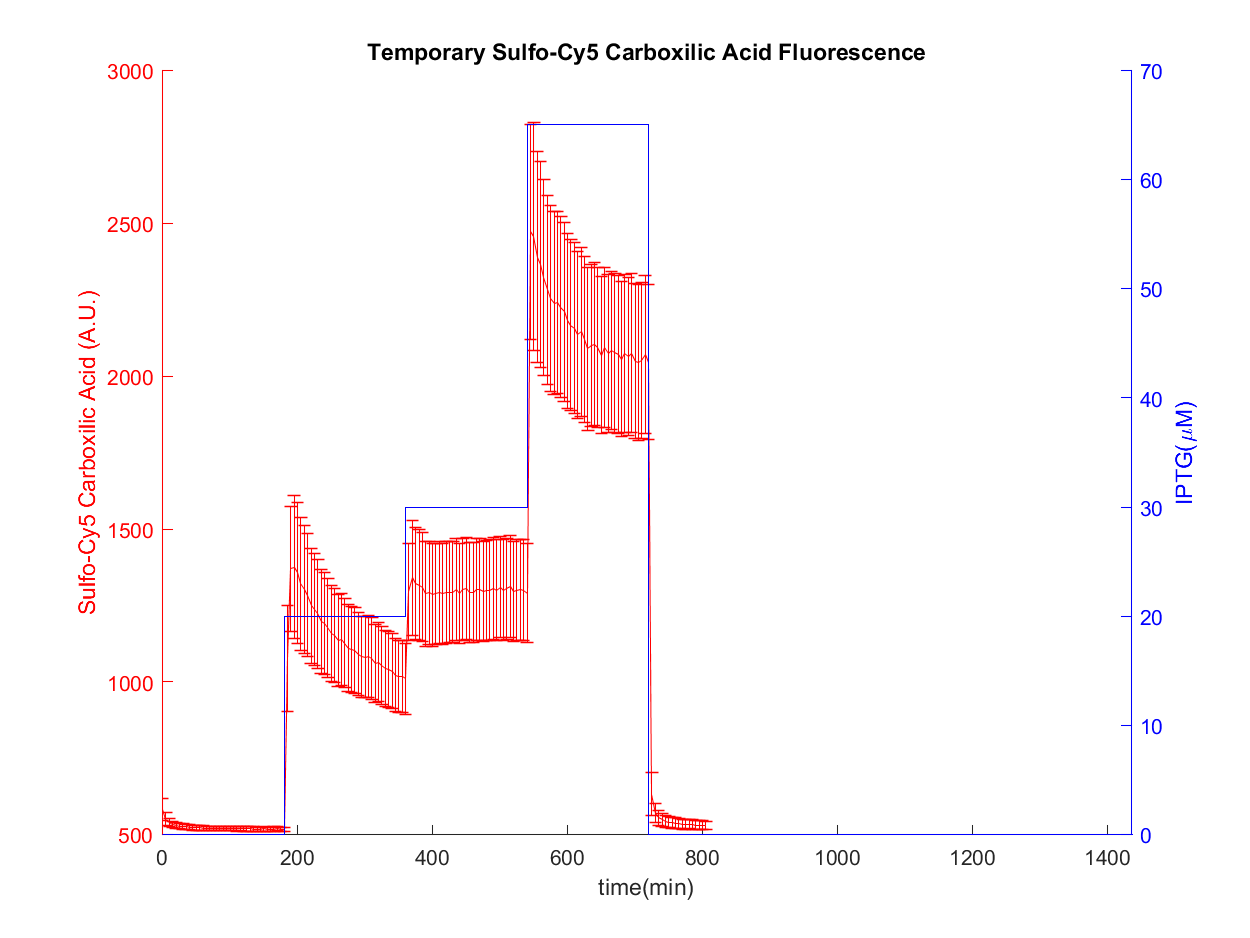 Temporary Sulfo-Cy5 Carboxilic Acid Fluorescence
3000
2500
2000
1500
1000
500
Sulfo-Cy5 Carboxilic Acid (A.U.)
70
60
50
40
30
20
10
0
IPTG(μM)
0 200 400 600 800 1000 1200 1400
time(min)